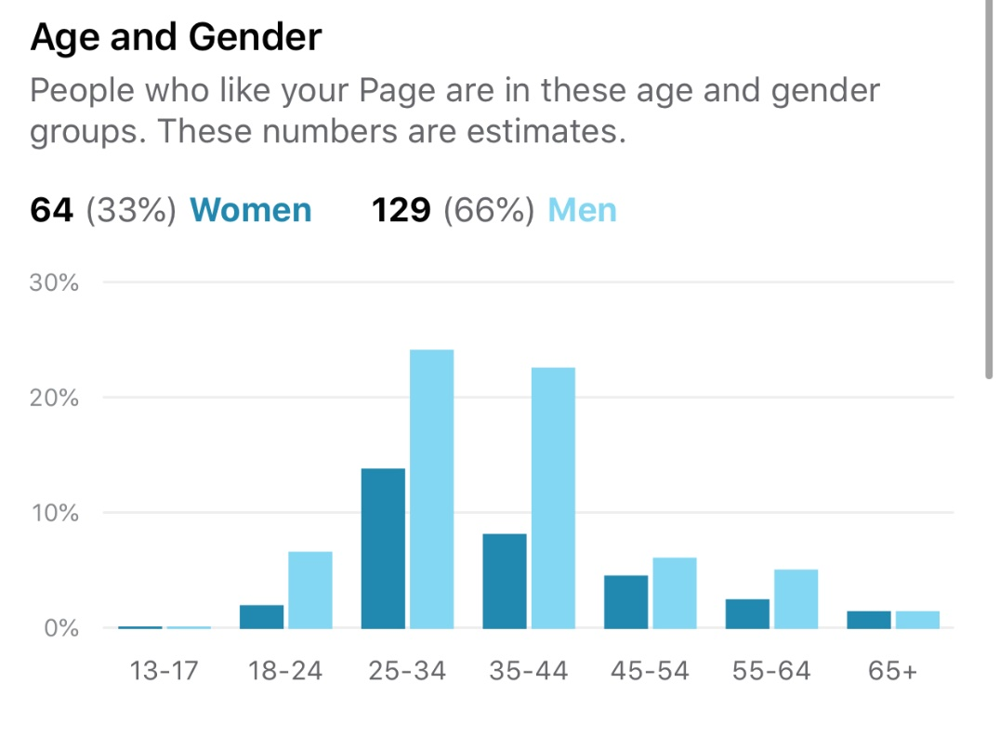 Age and Gender
People who like your Page are in these age and gender
groups. These numbers are estimates.
64 (33%) Women 129 (66%) Men
30%
20%
10%
0%
13-17 18-24 25-34 35-44 45-54 55-64 65+